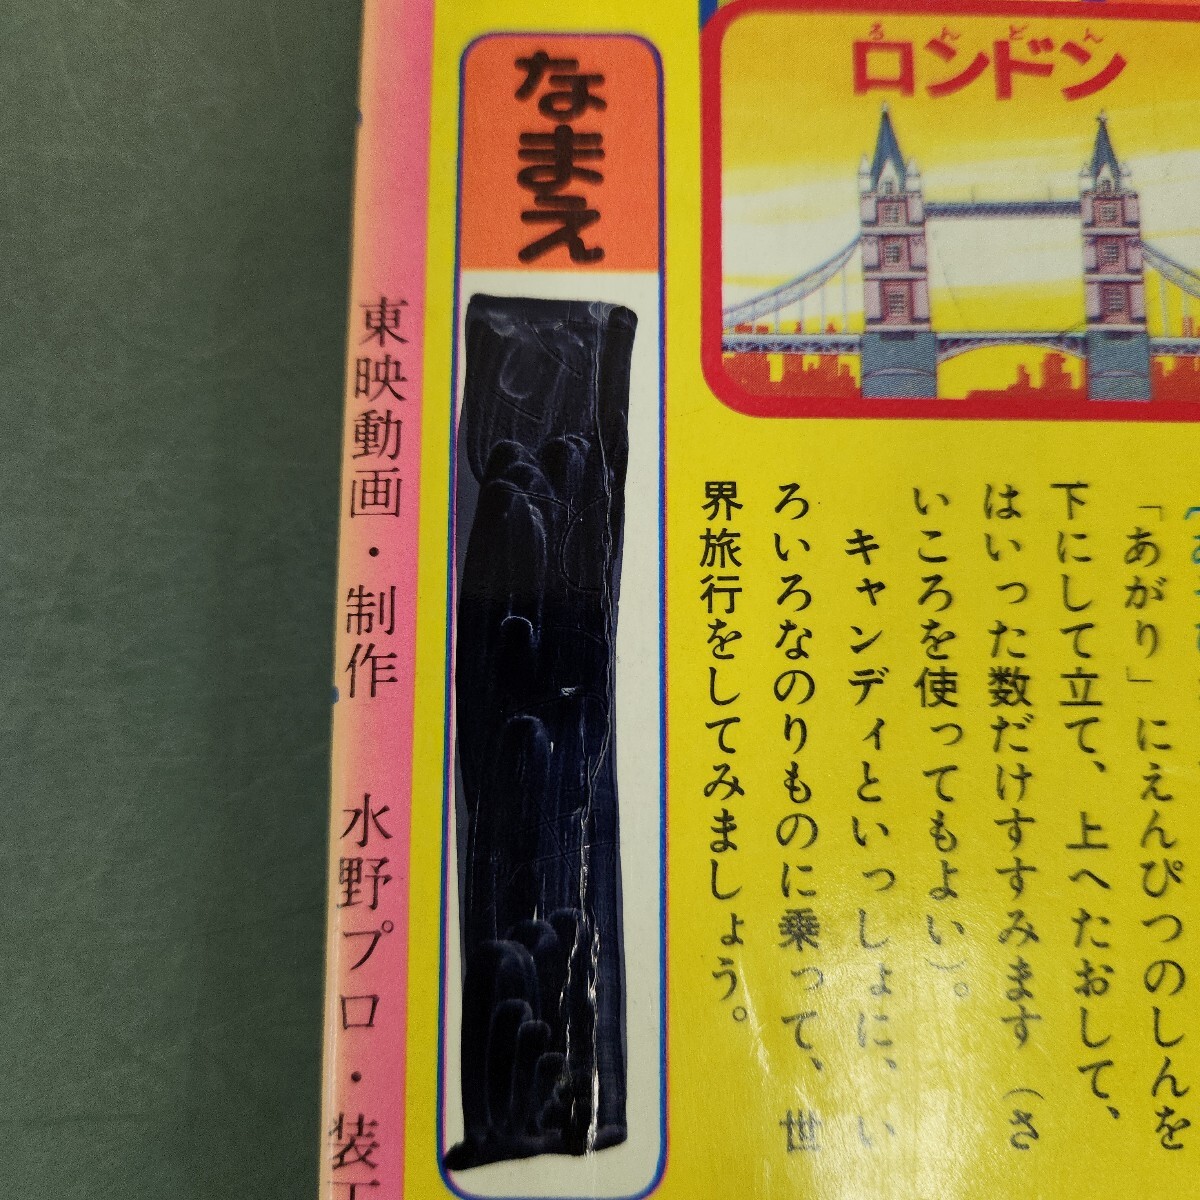 ろんどん
ロンドン
「あがり」にえんぴつのしんを
下にして立て、上へたおして、
はいった数だけすすみます（さ
いころを使ってもよい）。
キャンディといっしょに、い
ろいろなのりものに乗って、世
界旅行をしてみましょう。
なまえ
東映動画・制作　水野プロ・装